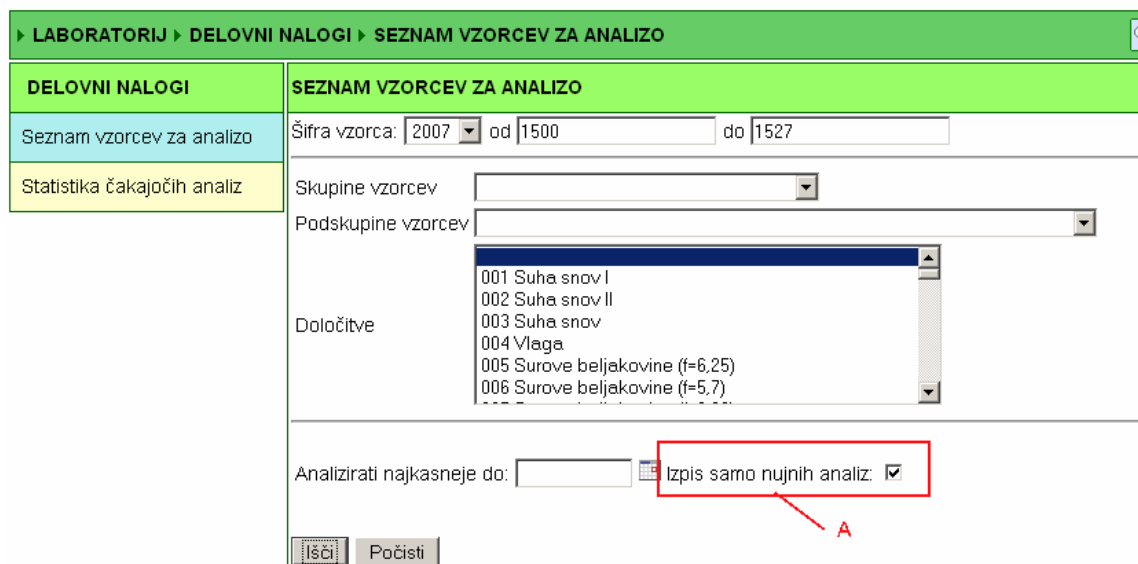 LABORATORIJ DELOVNI NALOGI SEZNAM VZORCEV ZA ANALIZO
DELOVNI NALOGI
Seznam vzorcev za analizo
Statistika čakajočih analiz
SEZNAM VZORCEV ZA ANALIZO
Šifra vzorca: 2007 od 1500 do 1527
Skupine vzorcev
Podskupine vzorcev
Določitve
001 Suha snov I
002 Suha snov II
003 Suha snov
004 Vlaga
005 Surove beljakovine (f=6,25)
006 Surove beljakovine (f=5,7)
Analizirati najkasneje do: Izpis samo nujnih analiz:
A
Išči Počisti